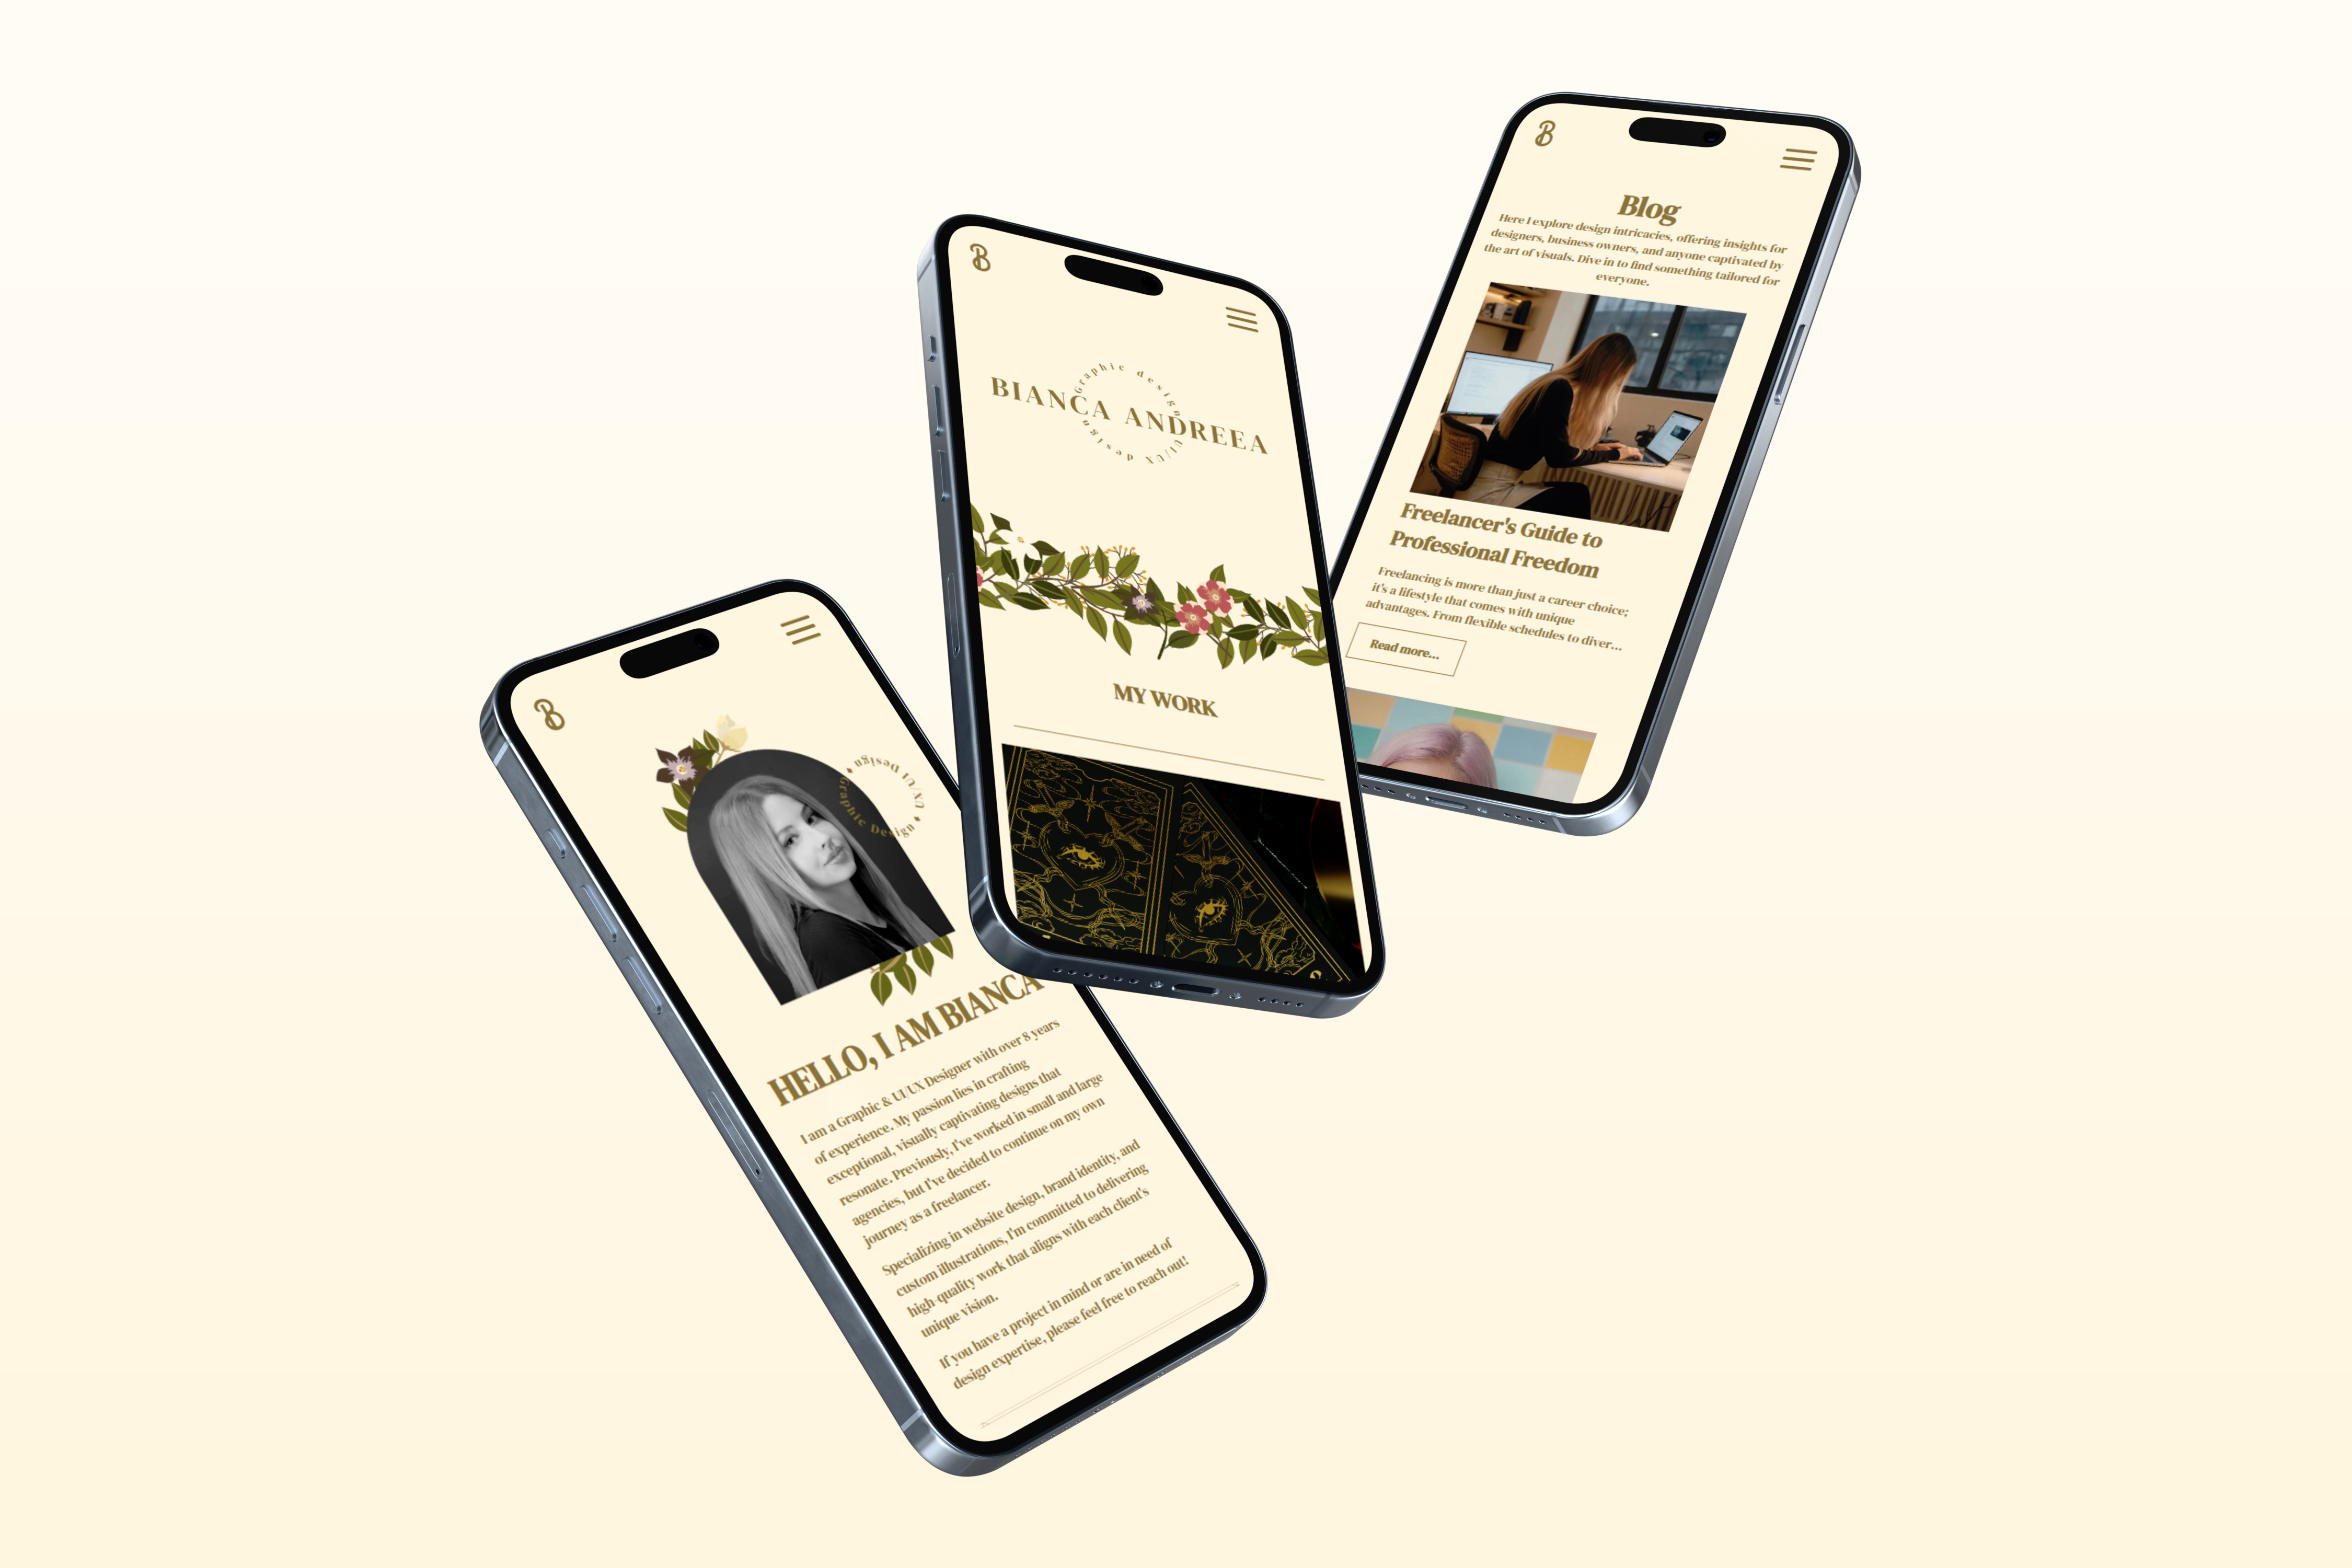 B
HELLO, I AM BIANCA
Graphic Design • UX/UI Design •
I am a Graphic & UI/UX Designer with over 8 years
of experience. My passion lies in crafting
exceptional, visually captivating designs that
resonate. Previously, I've worked in small and large
agencies, but I've decided to continue on my own
journey as a freelancer.
Specializing in website design, brand identity, and
custom illustrations, I'm committed to delivering
high-quality work that aligns with each client's
unique vision.
If you have a project in mind or are in need of
design expertise, please feel free to reach out!
B
Graphic design
BIANCA ANDREEA
UI/UX design
MY WORK
B
Blog
Here I explore design intricacies, offering insights for
designers, business owners, and anyone captivated by
the art of visuals. Dive in to find something tailored for
everyone.
Freelancer's Guide to
Professional Freedom
Freelancing is more than just a career choice;
it's a lifestyle that comes with unique
advantages. From flexible schedules to diver...
Read more...